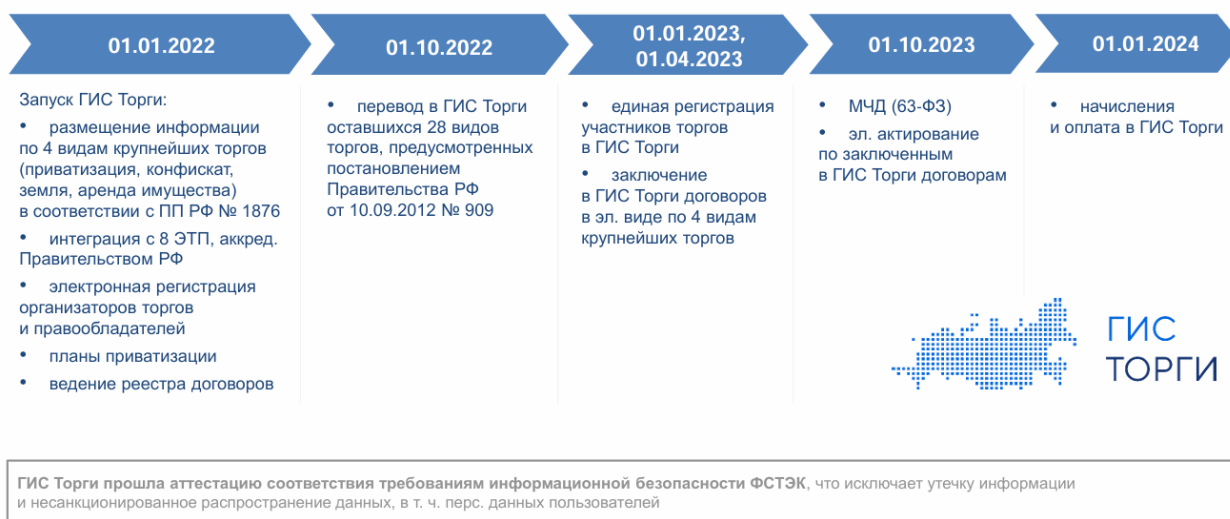 01.01.2022
Запуск ГИС Торги:
• размещение информации
по 4 видам крупнейших торгов
(приватизация, конфискат,
земля, аренда имущества)
в соответствии с ПП РФ № 1876
• интеграция с 8 ЭТП, аккред.
Правительством РФ
• электронная регистрация
организаторов торгов
и правообладателей
• планы приватизации
• ведение реестра договоров
01.10.2022
• перевод в ГИС Торги
оставшихся 28 видов
торгов, предусмотренных
постановлением
Правительства РФ
от 10.09.2012 № 909
01.01.2023,
01.04.2023
• единая регистрация
участников торгов
в ГИС Торги
• заключение
в ГИС Торги договоров
в эл. виде по 4 видам
крупнейших торгов
01.10.2023
• МЧД (63-ФЗ)
• эл. актирование
по заключенным
в ГИС Торги договорам
01.01.2024
• начисления
и оплата в ГИС Торги
ГИС
ТОРГИ
ГИС Торги прошла аттестацию соответствия требованиям информационной безопасности ФСТЭК, что исключает утечку информации
и несанкционированное распространение данных, в т. ч. перс. данных пользователей